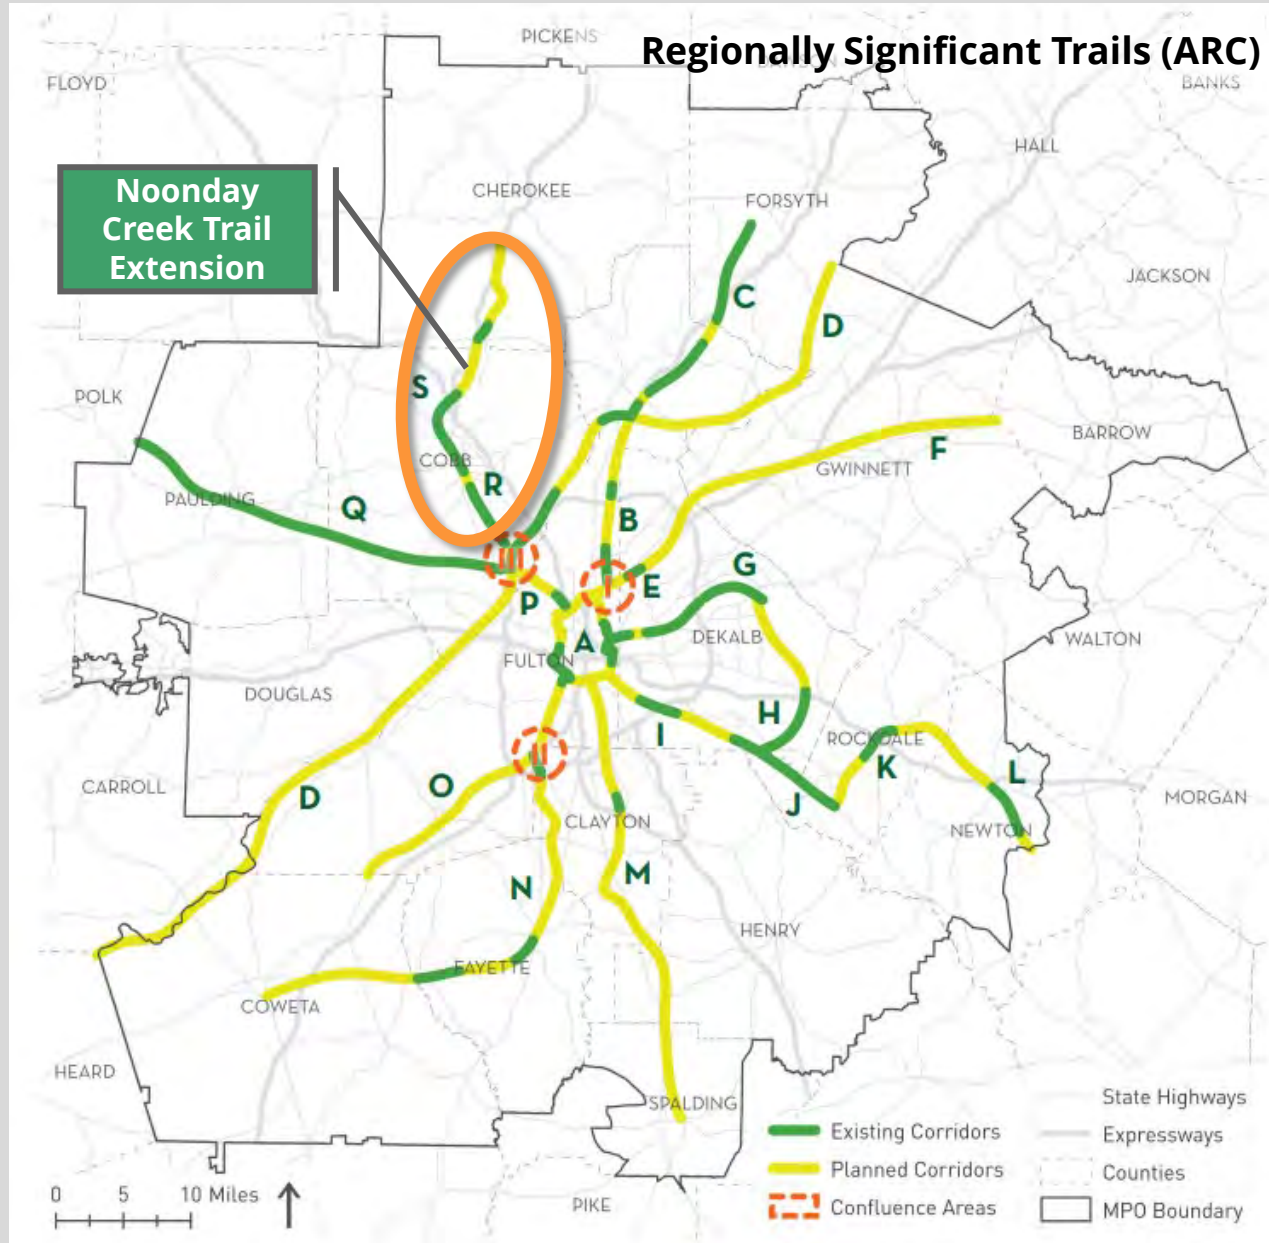 PICKENS
Regionally Significant Trails (ARC)
FLOYD
BANKS
HALL
Noonday
Creek Trail
Extension
CHEROKEE
FORSYTH
JACKSON
C
D
S
POLK
BARROW
F
COBB
GWINNETT
R
PAULDING
Q
B
III
G
I
E
P
A
DEKALB
WALTON
FULTON
DOUGLAS
H
I
ROCKDALE
II
K
L
CARROLL
O
D
J
MORGAN
CLAYTON
NEWTON
N
M
HENRY
FAYETTE
COWETA
HEARD
SPALDING
PIKE
State Highways
Existing Corridors
Expressways
Planned Corridors
Counties
Confluence Areas
MPO Boundary
0 5 10 Miles